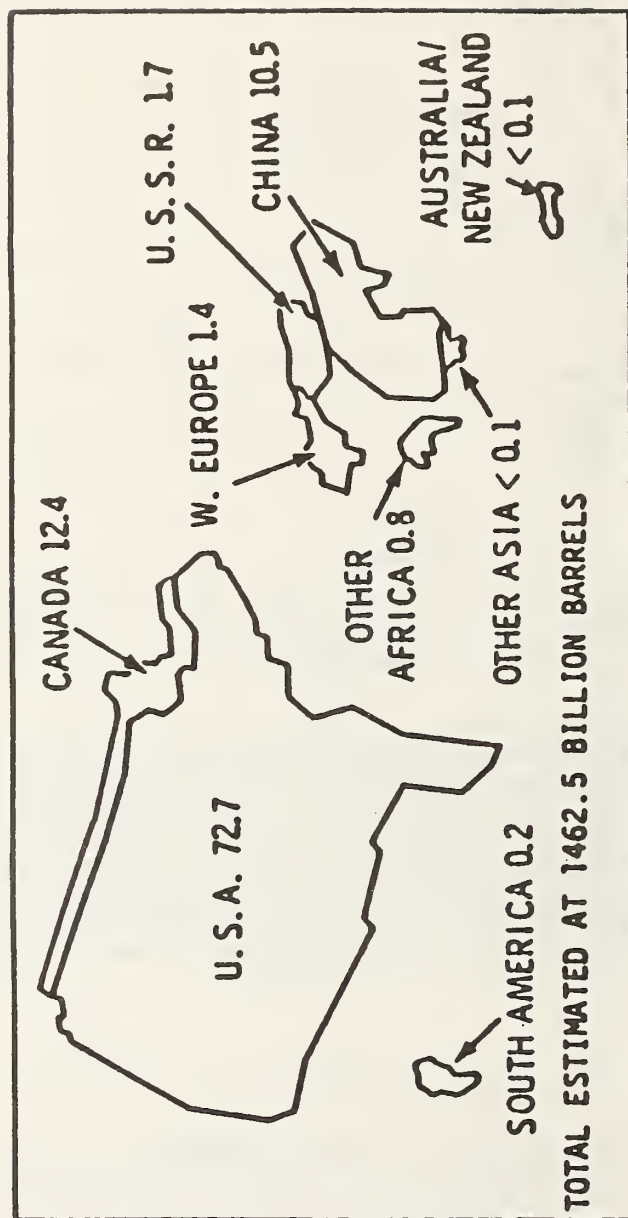 CANADA 12.4
U. S. S. R. 1.7
W. EUROPE 1.4
CHINA 10.5
U. S. A. 72.7
OTHER
AFRICA 0.8
AUSTRALIA/
NEW ZEALAND
< 0.1
SOUTH AMERICA 0.2
OTHER ASIA < 0.1
TOTAL ESTIMATED AT 1462.5 BILLION BARRELS